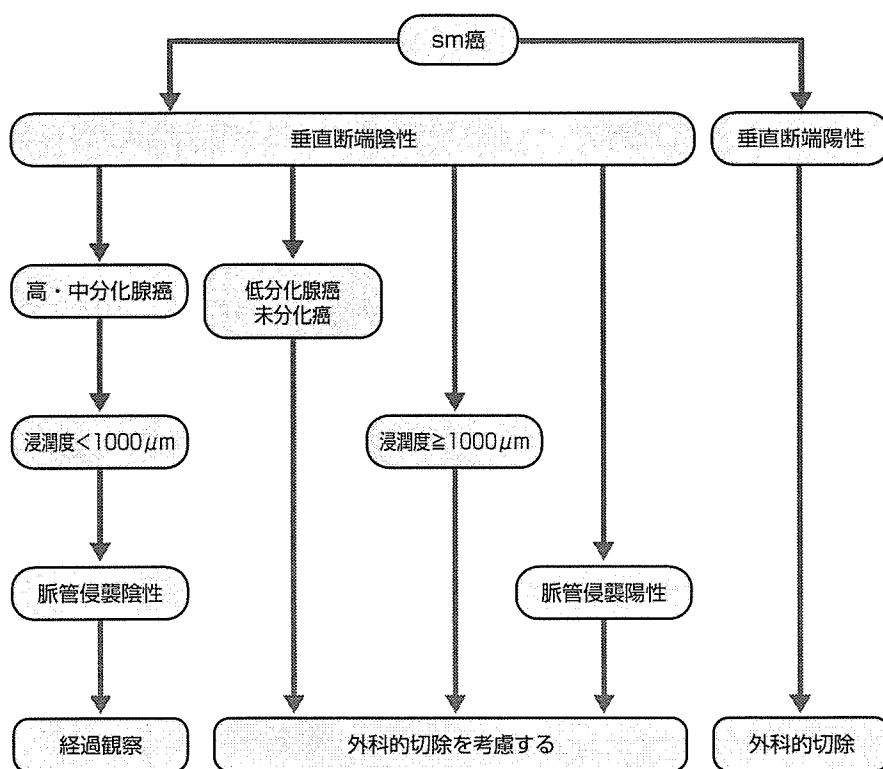 sm癌
垂直断端陰性
垂直断端陽性
高・中分化腺癌
低分化腺癌
未分化癌
浸潤度<1000μm
浸潤度≧1000μm
脈管侵襲陰性
脈管侵襲陽性
経過観察
外科的切除を考慮する
外科的切除